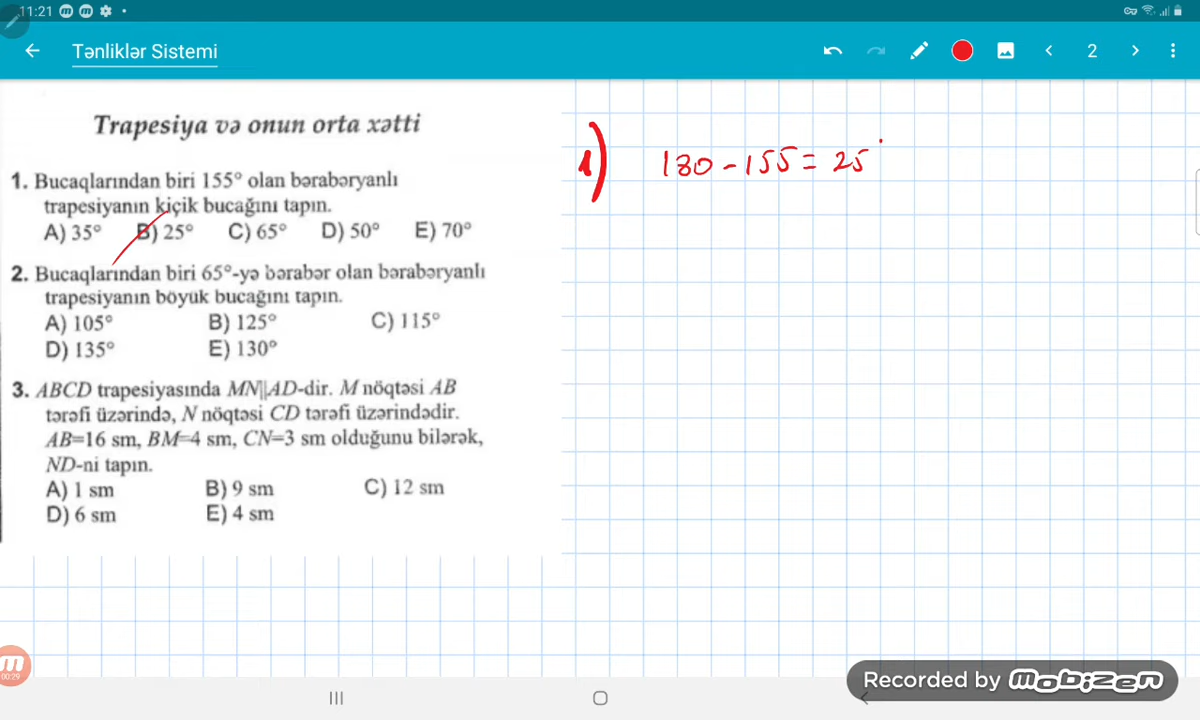 11:21
Tənliklər Sistemi
2
Trapesiya və onun orta xətti
1. Bucaqlarından biri 155° olan bərabəryanlı
trapesiyanın kiçik bucağını tapın.
A) 35° B) 25° C) 65° D) 50° E) 70°
2. Bucaqlarından biri 65°-yə bərabər olan bərabəryanlı
trapesiyanın böyük bucağını tapın.
A) 105° B) 125° C) 115°
D) 135° E) 130°
3. ABCD trapesiyasında MN||AD-dir. M nöqtəsi AB
tərəfi üzərində, N nöqtəsi CD tərəfi üzərindədir.
AB=16 sm, BM=4 sm, CN=3 sm olduğunu bilərək,
ND-ni tapın.
A) 1 sm B) 9 sm C) 12 sm
D) 6 sm E) 4 sm
1) 180 - 155 = 25°
00:29
Recorded by mobizen